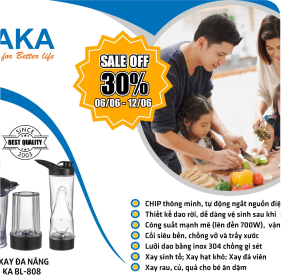 AKA
for Better life
SALE OFF
30%
06/06 - 12/06
SINCE
BEST QUALITY
2003
CHIP thông minh, tự động ngắt nguồn điệ
Thiết kế dao rời, dễ dàng vệ sinh sau khi
Công suất mạnh mẽ (lên đến 700W), vận
Cối siêu bền, chống vỡ và trầy xước
Lưỡi dao bằng inox 304 chống gỉ sét
Xay sinh tố; Xay hạt khô; Xay đá viên
Xay rau, củ, quả cho bé ăn dặm
XAY ĐA NĂNG
KA BL-808